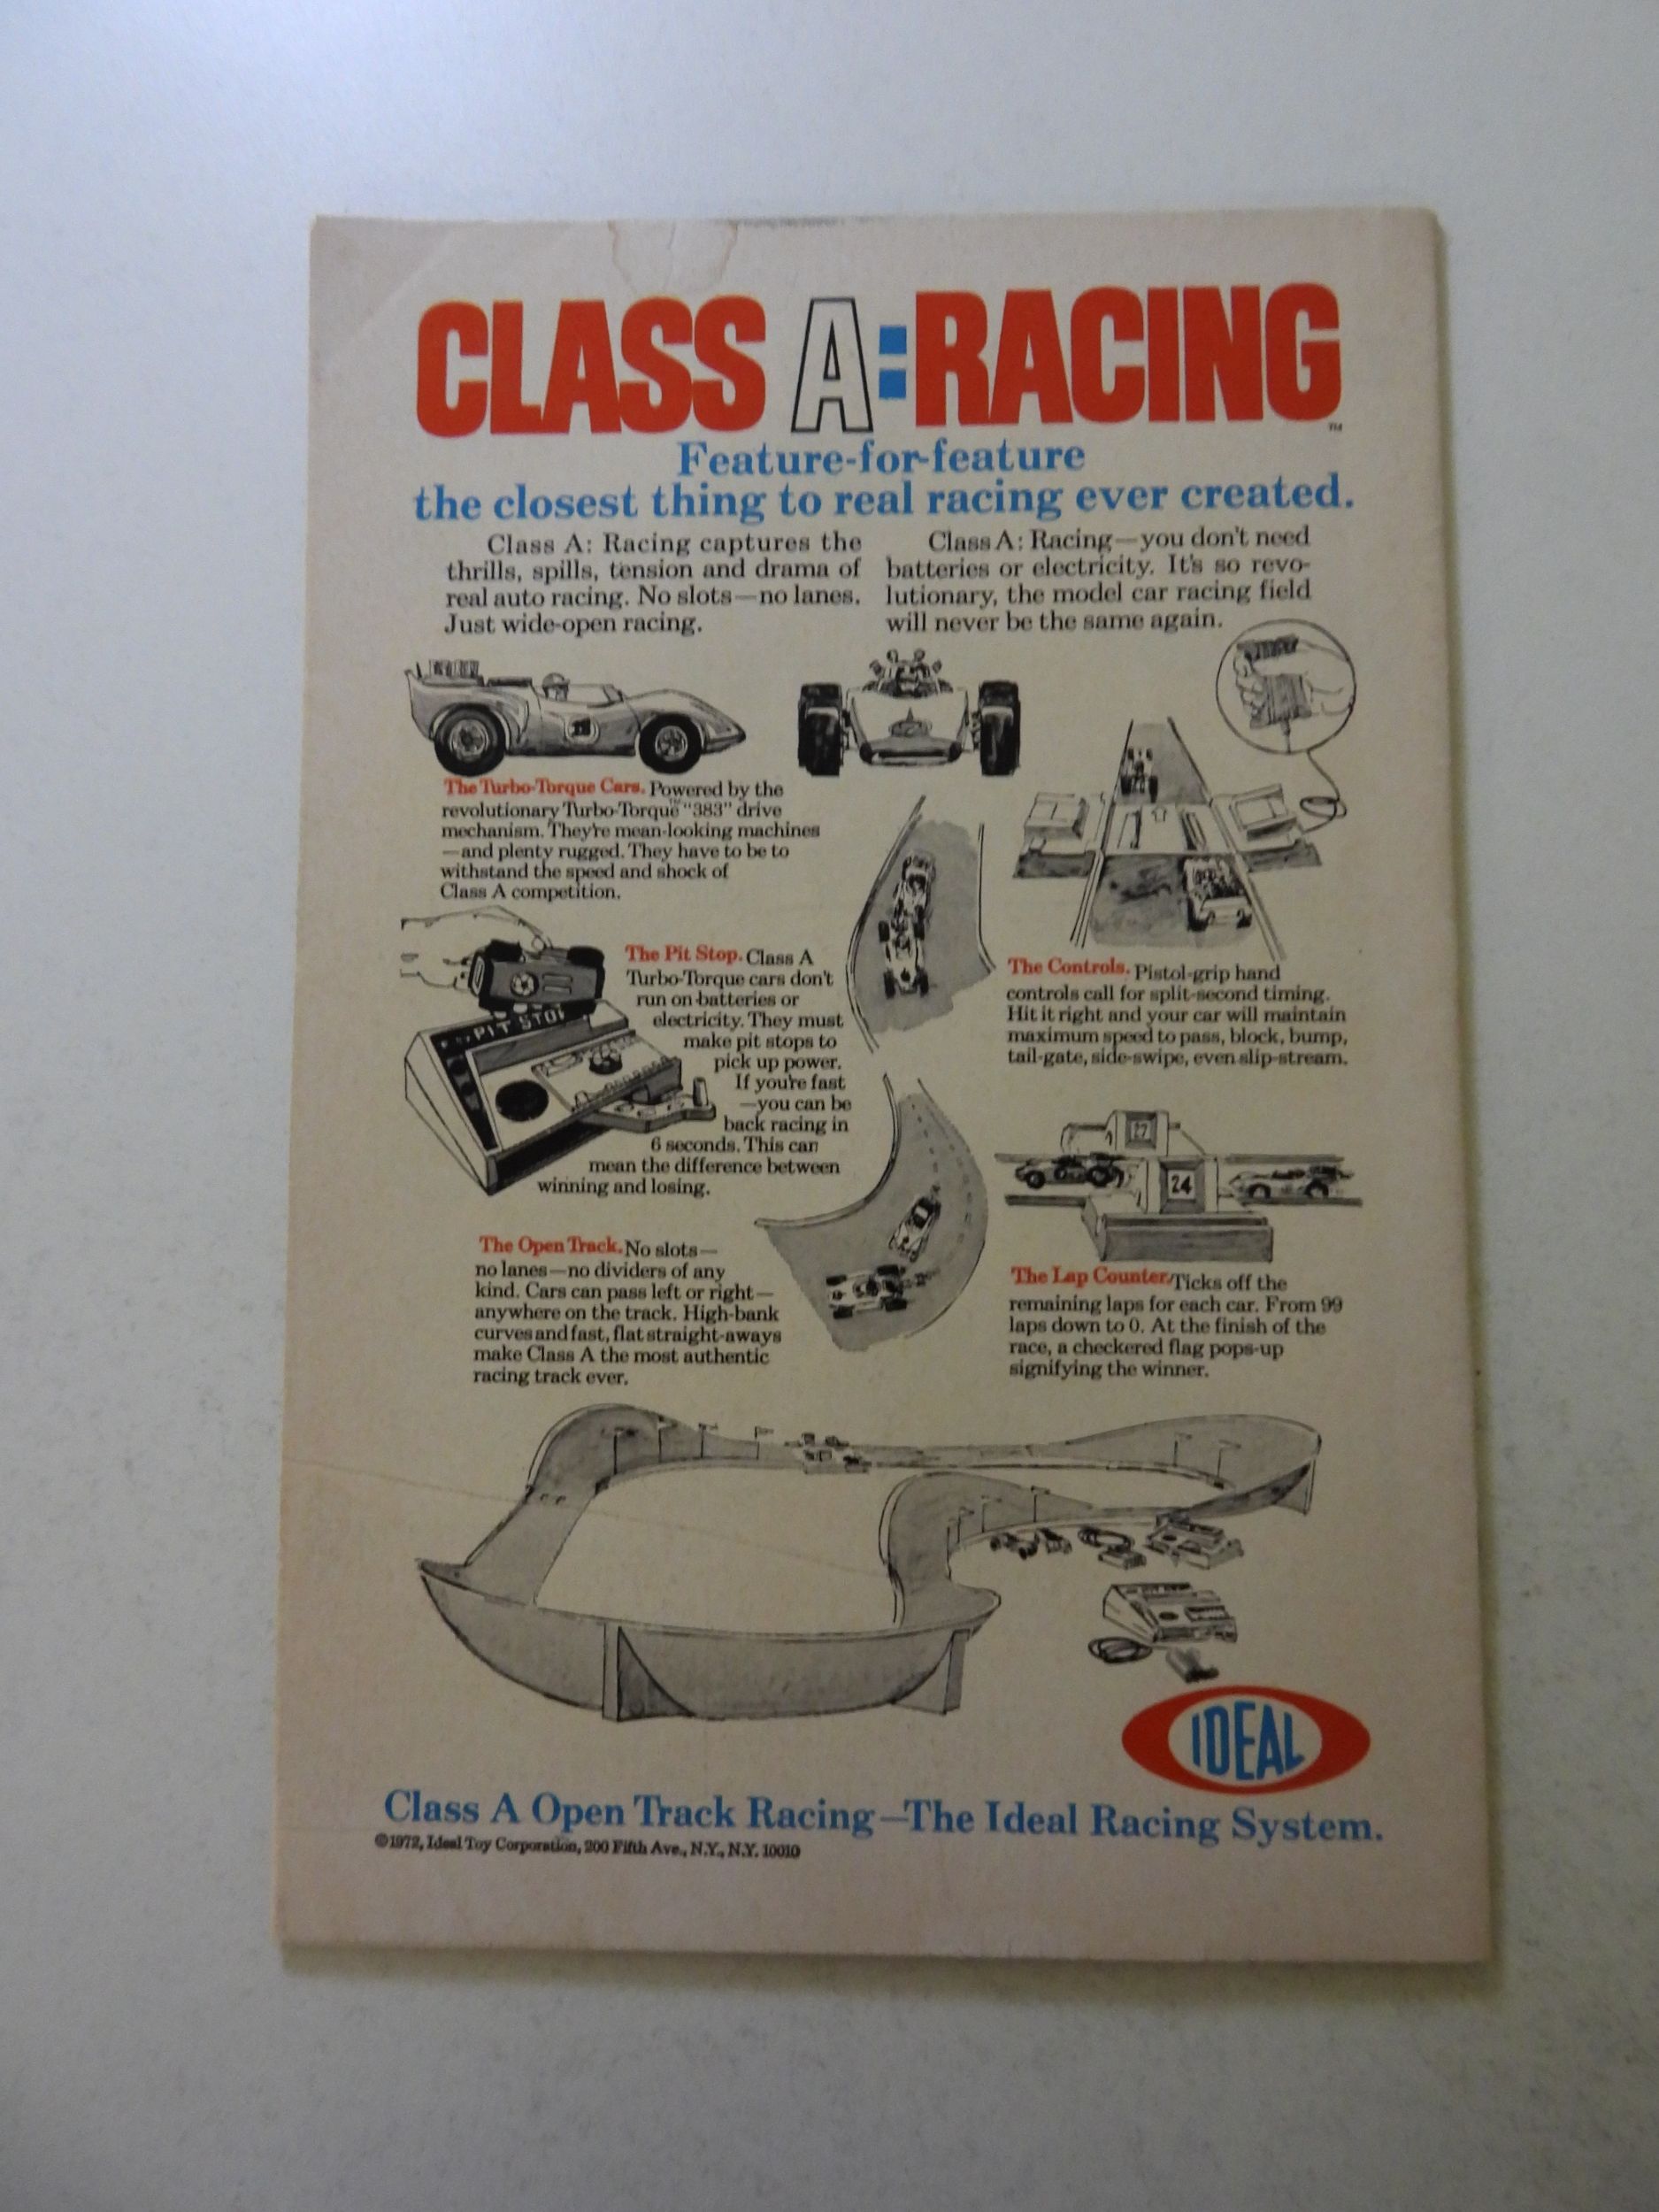 CLASS A:RACING
™
Feature-for-feature
the closest thing to real racing ever created.
Class A: Racing captures the
thrills, spills, tension and drama of
real auto racing. No slots—no lanes.
Just wide-open racing.
Class A: Racing—you don't need
batteries or electricity. It's so revo-
lutionary, the model car racing field
will never be the same again.
The Turbo-Torque Cars. Powered by the
revolutionary Turbo-Torque™ "383" drive
mechanism. They're mean-looking machines
—and plenty rugged. They have to be to
withstand the speed and shock of
Class A competition.
PIT STOP
The Pit Stop. Class A
Turbo-Torque cars don't
run on batteries or
electricity. They must
make pit stops to
pick up power.
If you're fast
—you can be
back racing in
6 seconds. This can
mean the difference between
winning and losing.
The Controls. Pistol-grip hand
controls call for split-second timing.
Hit it right and your car will maintain
maximum speed to pass, block, bump,
tail-gate, side-swipe, even slip-stream.
27
24
The Open Track. No slots—
no lanes—no dividers of any
kind. Cars can pass left or right—
anywhere on the track. High-bank
curves and fast, flat straight-aways
make Class A the most authentic
racing track ever.
The Lap Counter. Ticks off the
remaining laps for each car. From 99
laps down to 0. At the finish of the
race, a checkered flag pops-up
signifying the winner.
IDEAL
Class A Open Track Racing—The Ideal Racing System.
©1972, Ideal Toy Corporation, 200 Fifth Ave., N.Y., N.Y. 10010